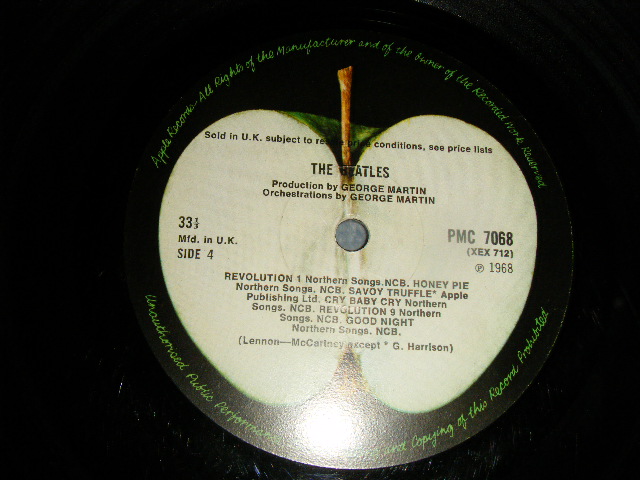 Apple Records—All Rights of the Manufacturer and of the Owner of the Recorded Work Reserved
Sold in U.K. subject to resale price conditions, see price lists
THE BEATLES
Production by GEORGE MARTIN
Orchestrations by GEORGE MARTIN
33⅓
Mfd. in U.K.
SIDE 4
PMC 7068
(XEX 712)
℗ 1968
REVOLUTION 1 Northern Songs.NCB. HONEY PIE
Northern Songs. NCB. SAVOY TRUFFLE* Apple
Publishing Ltd. CRY BABY CRY Northern
Songs. NCB. REVOLUTION 9 Northern
Songs. NCB. GOOD NIGHT
Northern Songs. NCB.
(Lennon—McCartney except * G. Harrison)
Unauthorised Public Performance and Copying of this Record Prohibited